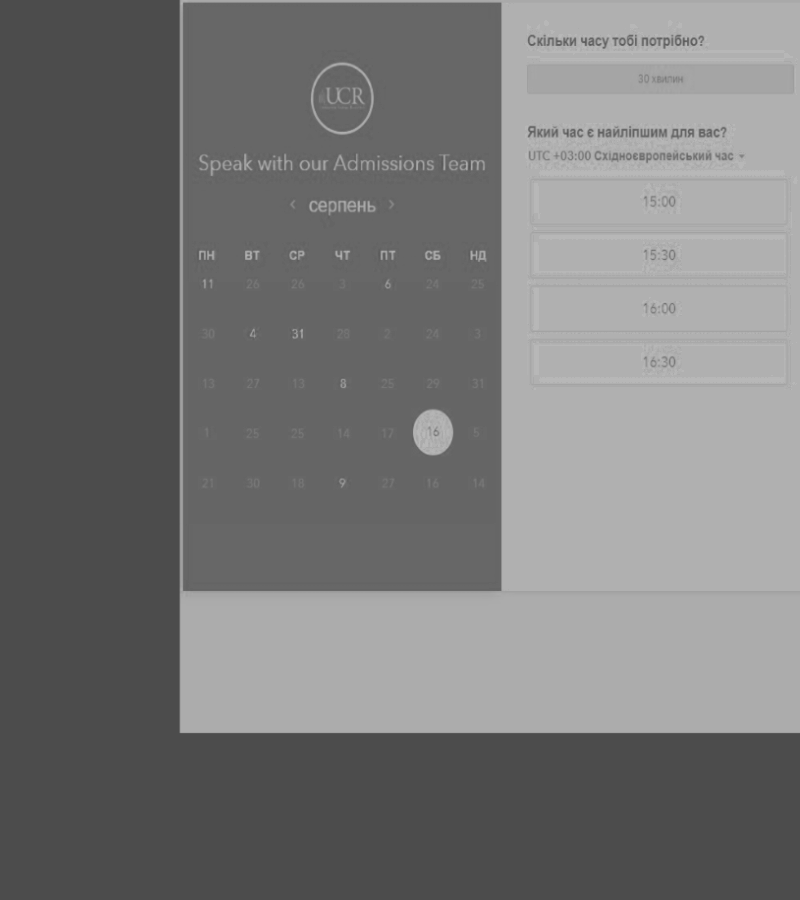 UCR
Speak with our Admissions Team
‹ серпень ›
ПН ВТ СР ЧТ ПТ СБ НД
11 26 26 3 6 24 25
30 4 31 28 2 24 3
13 27 13 8 25 29 31
1 25 25 14 17 16 6
21 30 18 9 27 16 14
Скільки часу тобі потрібно?
30 хвилин
Який час є найліпшим для вас?
UTC +03:00 Східноєвропейський час
15:00
15:30
16:00
16:30